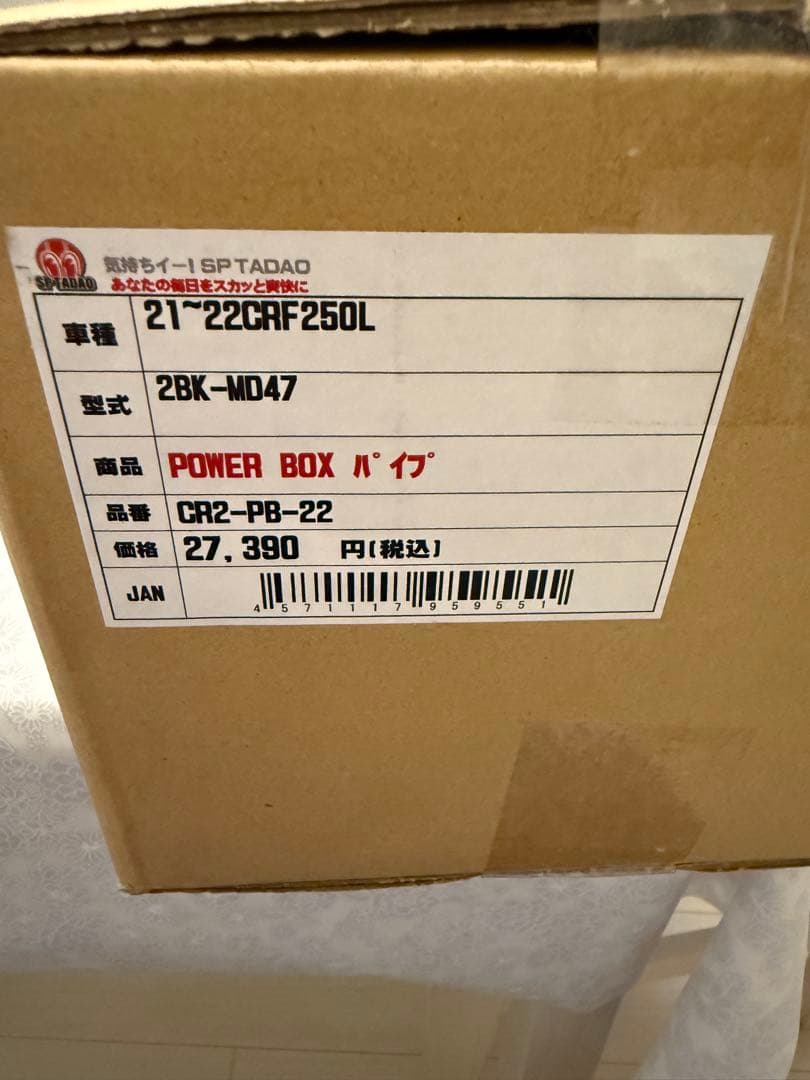 SP-TADAO
気持ちイー! SP TADAO
あなたの毎日をスカッと爽快に
車種 21~22CRF250L
型式 2BK-MD47
商品 POWER BOX パイプ
品番 CR2-PB-22
価格 27,390 円(税込)
JAN 4571117959551